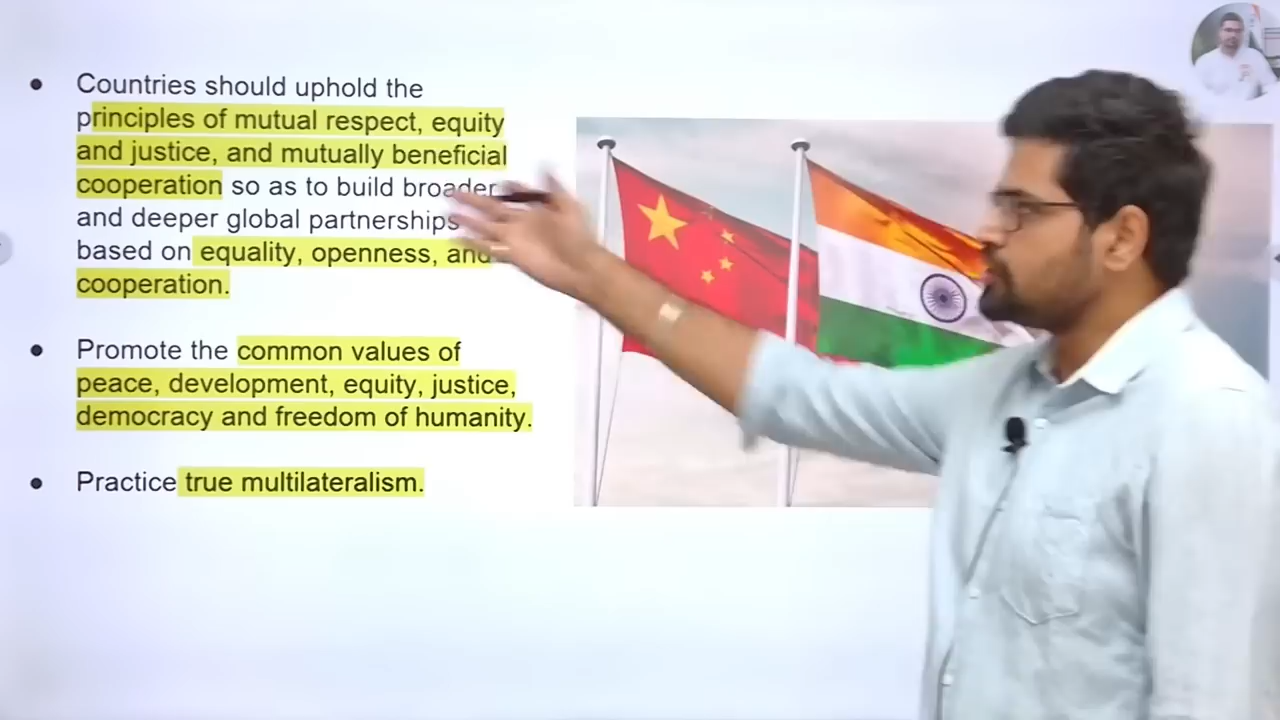 Countries should uphold the
principles of mutual respect, equity
and justice, and mutually beneficial
cooperation so as to build broader
and deeper global partnerships
based on equality, openness, and
cooperation.
Promote the common values of
peace, development, equity, justice,
democracy and freedom of humanity.
Practice true multilateralism.